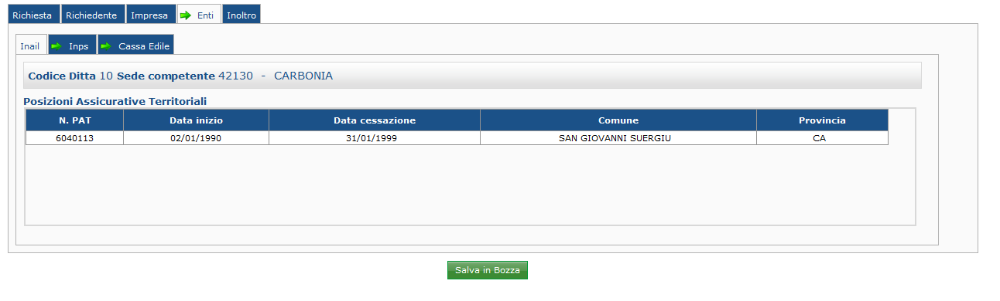 Richiesta Richiedente Impresa Enti Inoltro
Inail Inps Cassa Edile
Codice Ditta 10 Sede competente 42130 - CARBONIA
Posizioni Assicurative Territoriali
N. PAT Data inizio Data cessazione Comune Provincia
6040113 02/01/1990 31/01/1999 SAN GIOVANNI SUERGIU CA
Salva in Bozza